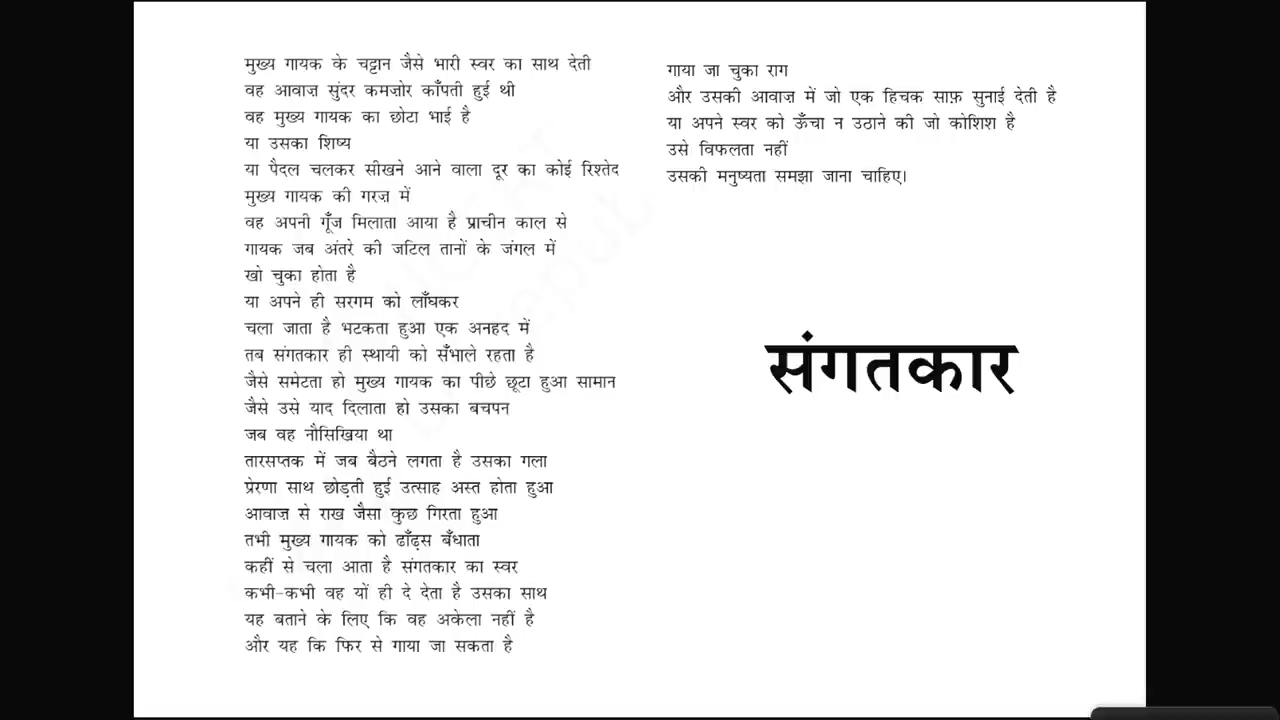 मुख्य गायक के चट्टान जैसे भारी स्वर का साथ देती
वह आवाज़ सुंदर कमज़ोर काँपती हुई थी
वह मुख्य गायक का छोटा भाई है
या उसका शिष्य
या पैदल चलकर सीखने आने वाला दूर का कोई रिश्तेद
मुख्य गायक की गरज़ में
वह अपनी गूँज मिलाता आया है प्राचीन काल से
गायक जब अंतरे की जटिल तानों के जंगल में
खो चुका होता है
या अपने ही सरगम को लाँघकर
चला जाता है भटकता हुआ एक अनहद में
तब संगतकार ही स्थायी को सँभाले रहता है
जैसे समेटता हो मुख्य गायक का पीछे छूटा हुआ सामान
जैसे उसे याद दिलाता हो उसका बचपन
जब वह नौसिखिया था
तारसप्तक में जब बैठने लगता है उसका गला
प्रेरणा साथ छोड़ती हुई उत्साह अस्त होता हुआ
आवाज़ से राख जैसा कुछ गिरता हुआ
तभी मुख्य गायक को ढाँढ़स बँधाता
कहीं से चला आता है संगतकार का स्वर
कभी-कभी वह यों ही दे देता है उसका साथ
यह बताने के लिए कि वह अकेला नहीं है
और यह कि फिर से गाया जा सकता है
गाया जा चुका राग
और उसकी आवाज़ में जो एक हिचक साफ़ सुनाई देती है
या अपने स्वर को ऊँचा न उठाने की जो कोशिश है
उसे विफलता नहीं
उसकी मनुष्यता समझा जाना चाहिए।
संगतकार